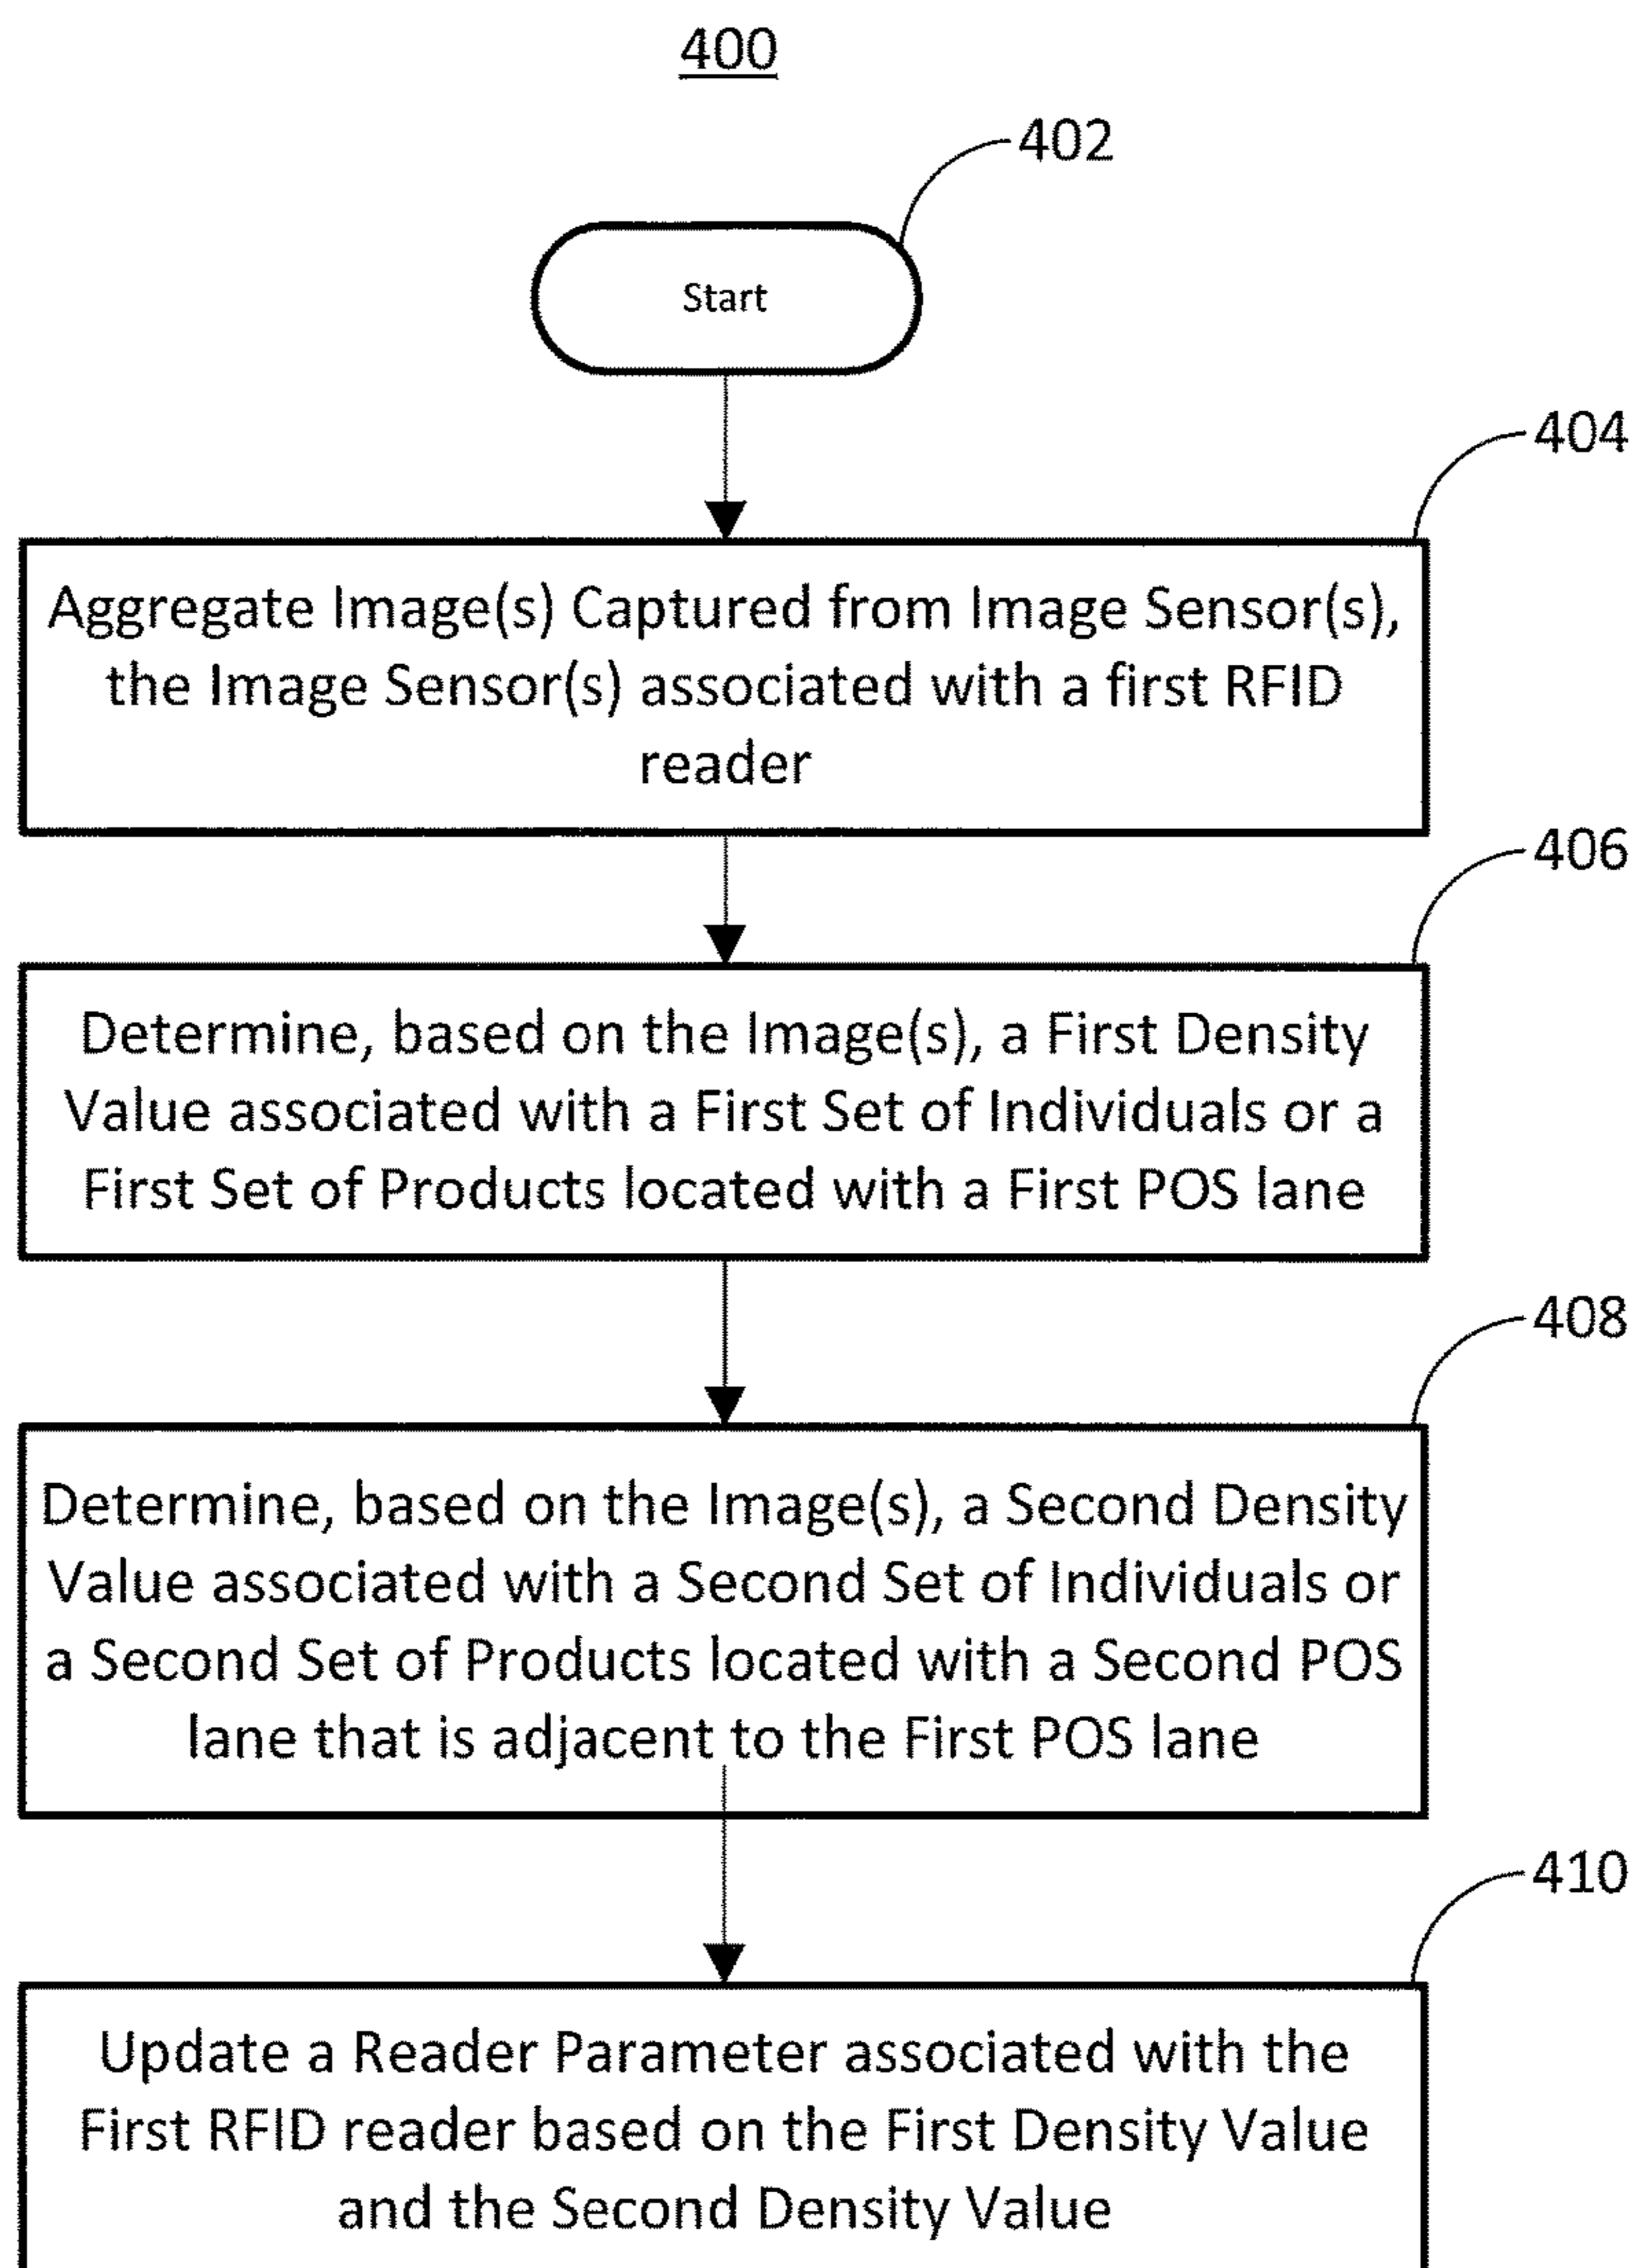 400
402
Start
404
Aggregate Image(s) Captured from Image Sensor(s),
the Image Sensor(s) associated with a first RFID
reader
406
Determine, based on the Image(s), a First Density
Value associated with a First Set of Individuals or a
First Set of Products located with a First POS lane
408
Determine, based on the Image(s), a Second Density
Value associated with a Second Set of Individuals or
a Second Set of Products located with a Second POS
lane that is adjacent to the First POS lane
410
Update a Reader Parameter associated with the
First RFID reader based on the First Density Value
and the Second Density Value